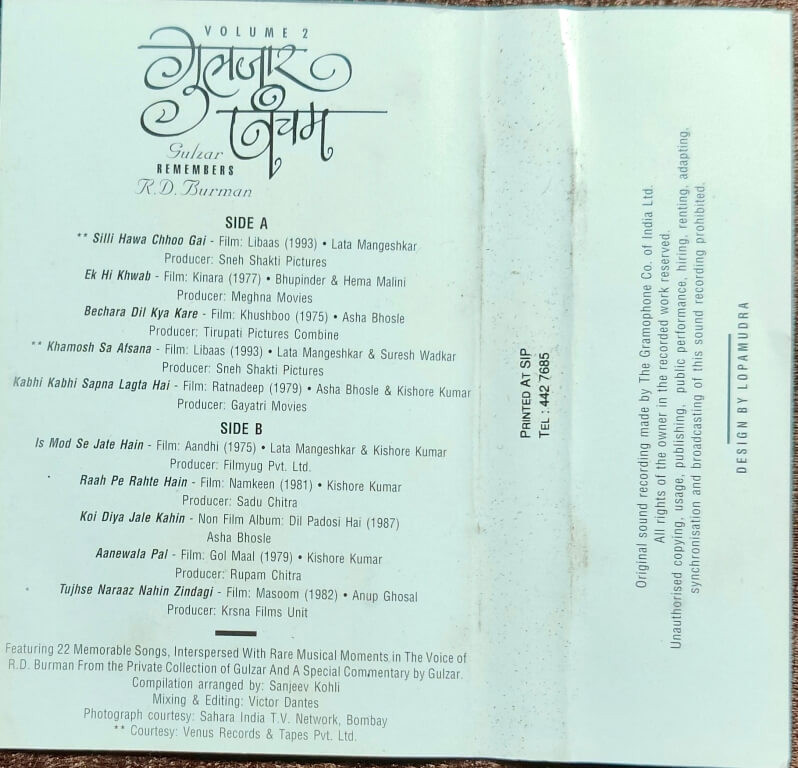 VOLUME 2
गुलज़ार
पंचम
Gulzar
REMEMBERS
R.D. Burman
SIDE A
** Silli Hawa Chhoo Gai - Film: Libaas (1993) • Lata Mangeshkar
Producer: Sneh Shakti Pictures
Ek Hi Khwab - Film: Kinara (1977) • Bhupinder & Hema Malini
Producer: Meghna Movies
Bechara Dil Kya Kare - Film: Khushboo (1975) • Asha Bhosle
Producer: Tirupati Pictures Combine
** Khamosh Sa Afsana - Film: Libaas (1993) • Lata Mangeshkar & Suresh Wadkar
Producer: Sneh Shakti Pictures
Kabhi Kabhi Sapna Lagta Hai - Film: Ratnadeep (1979) • Asha Bhosle & Kishore Kumar
Producer: Gayatri Movies
SIDE B
Is Mod Se Jate Hain - Film: Aandhi (1975) • Lata Mangeshkar & Kishore Kumar
Producer: Filmyug Pvt. Ltd.
Raah Pe Rahte Hain - Film: Namkeen (1981) • Kishore Kumar
Producer: Sadu Chitra
Koi Diya Jale Kahin - Non Film Album: Dil Padosi Hai (1987)
Asha Bhosle
Aanewala Pal - Film: Gol Maal (1979) • Kishore Kumar
Producer: Rupam Chitra
Tujhse Naraaz Nahin Zindagi - Film: Masoom (1982) • Anup Ghosal
Producer: Krsna Films Unit
Featuring 22 Memorable Songs, Interspersed With Rare Musical Moments in The Voice of
R.D. Burman From the Private Collection of Gulzar And A Special Commentary by Gulzar.
Compilation arranged by: Sanjeev Kohli
Mixing & Editing: Victor Dantes
Photograph courtesy: Sahara India T.V. Network, Bombay
** Courtesy: Venus Records & Tapes Pvt. Ltd.
PRINTED AT SIP
TEL : 442 7685
Original sound recording made by The Gramophone Co. of India Ltd.
All rights of the owner in the recorded work reserved.
Unauthorised copying, usage, publishing, public performance, hiring, renting, adapting,
synchronisation and broadcasting of this sound recording prohibited.
DESIGN BY LOPAMUDRA